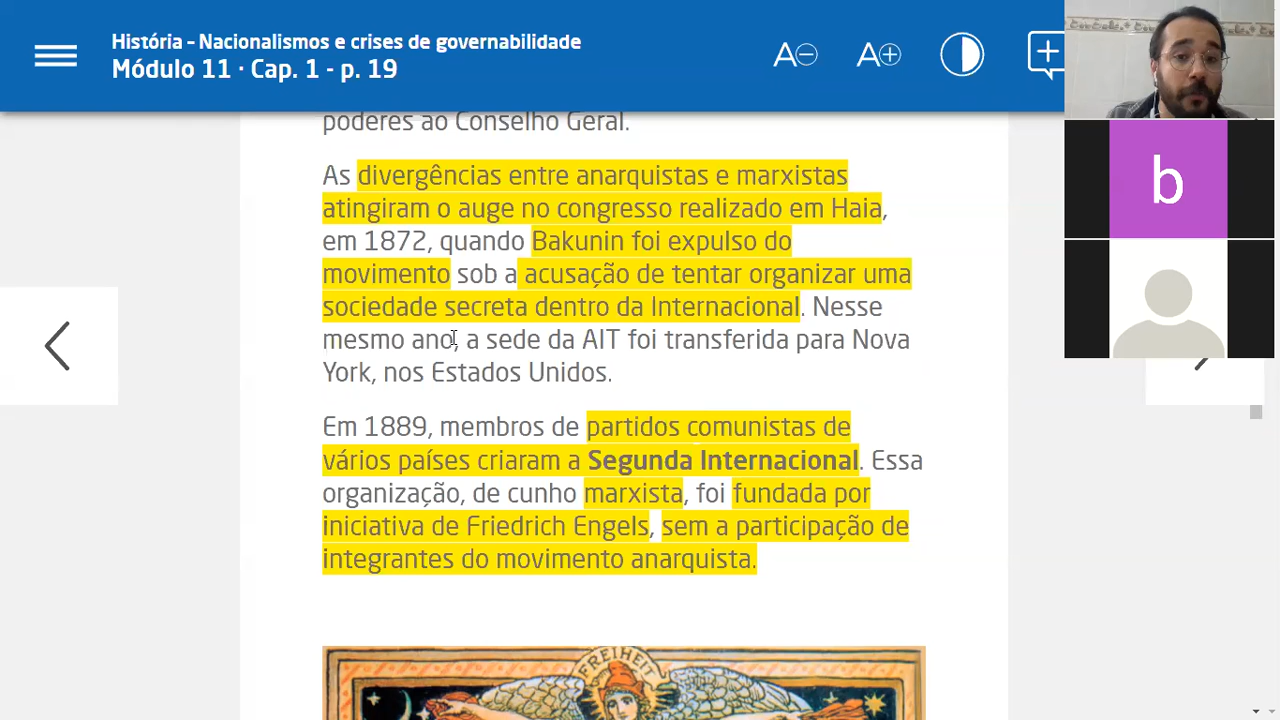 História – Nacionalismos e crises de governabilidade
Módulo 11 · Cap. 1 - p. 19
A
A
poderes ao Conselho Geral.
As divergências entre anarquistas e marxistas
atingiram o auge no congresso realizado em Haia,
em 1872, quando Bakunin foi expulso do
movimento sob a acusação de tentar organizar uma
sociedade secreta dentro da Internacional. Nesse
mesmo ano, a sede da AIT foi transferida para Nova
York, nos Estados Unidos.
Em 1889, membros de partidos comunistas de
vários países criaram a Segunda Internacional. Essa
organização, de cunho marxista, foi fundada por
iniciativa de Friedrich Engels, sem a participação de
integrantes do movimento anarquista.
FREIHEIT
b